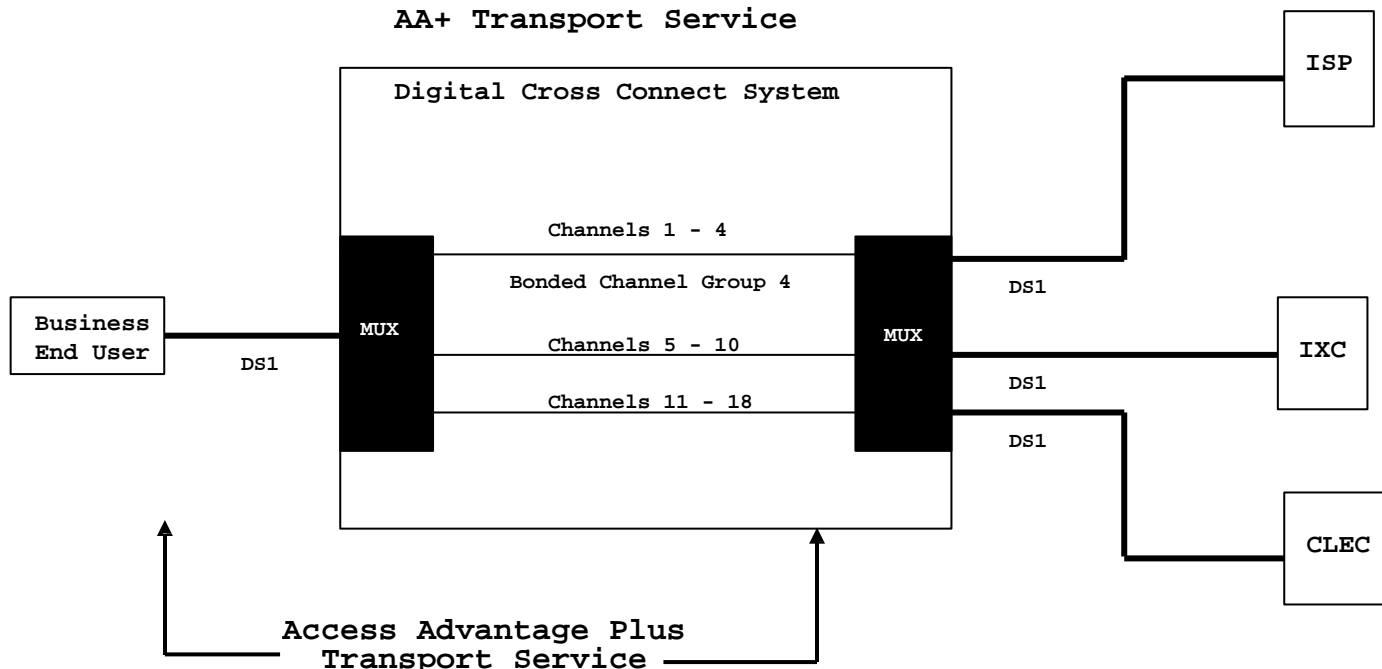 AA+ Transport Service
Digital Cross Connect System
ISP
Channels 1 - 4
Bonded Channel Group 4
DS1
Business
End User
DS1
MUX
Channels 5 - 10
MUX
DS1
IXC
Channels 11 - 18
DS1
CLEC
Access Advantage Plus
Transport Service